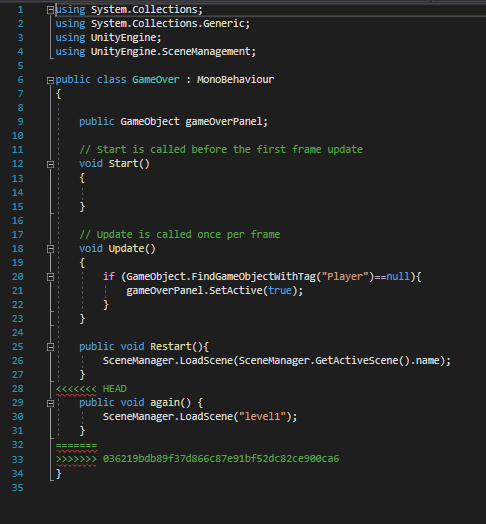 1 using System.Collections;
2 using System.Collections.Generic;
3 using UnityEngine;
4 using UnityEngine.SceneManagement;
5
6 public class GameOver : MonoBehaviour
7 {
8
9     public GameObject gameOverPanel;
10
11     // Start is called before the first frame update
12     void Start()
13     {
14
15     }
16
17     // Update is called once per frame
18     void Update()
19     {
20         if (GameObject.FindGameObjectWithTag("Player")==null){
21             gameOverPanel.SetActive(true);
22         }
23     }
24
25     public void Restart(){
26         SceneManager.LoadScene(SceneManager.GetActiveScene().name);
27     }
28 <<<<<<< HEAD
29     public void again() {
30         SceneManager.LoadScene("level1");
31     }
32 =======
33 >>>>>>> 036219bdb89f37d866c87e91bf52dc82ce900ca6
34 }
35